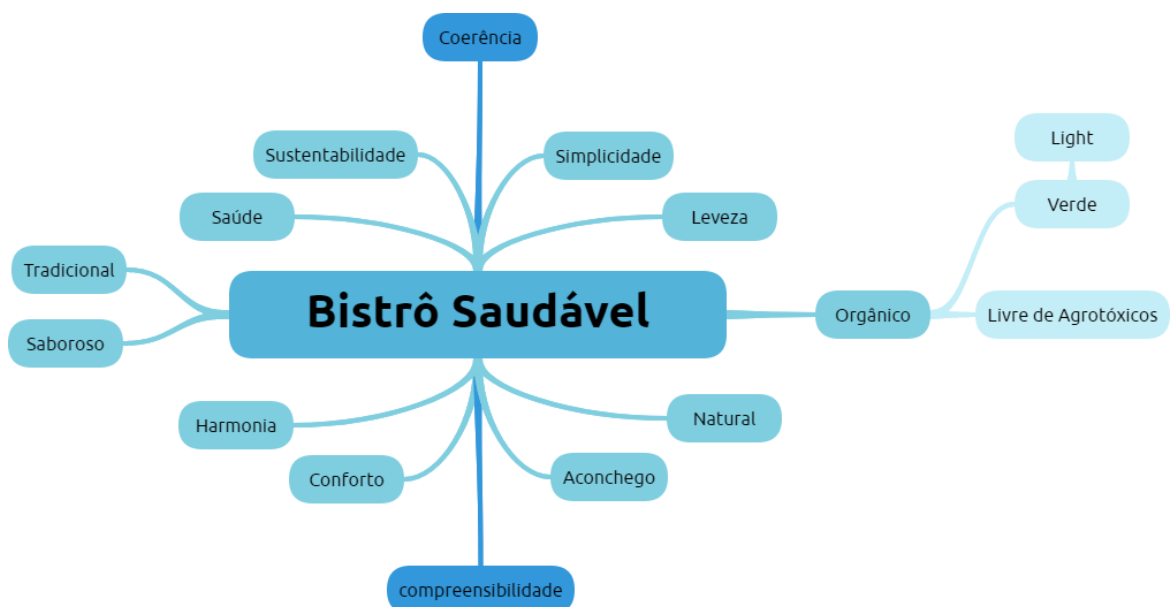 Coerência
Light
Sustentabilidade
Simplicidade
Verde
Saúde
Leveza
Tradicional
Bistrô Saudável
Orgânico
Livre de Agrotóxicos
Saboroso
Harmonia
Natural
Conforto
Aconchego
compreensibilidade